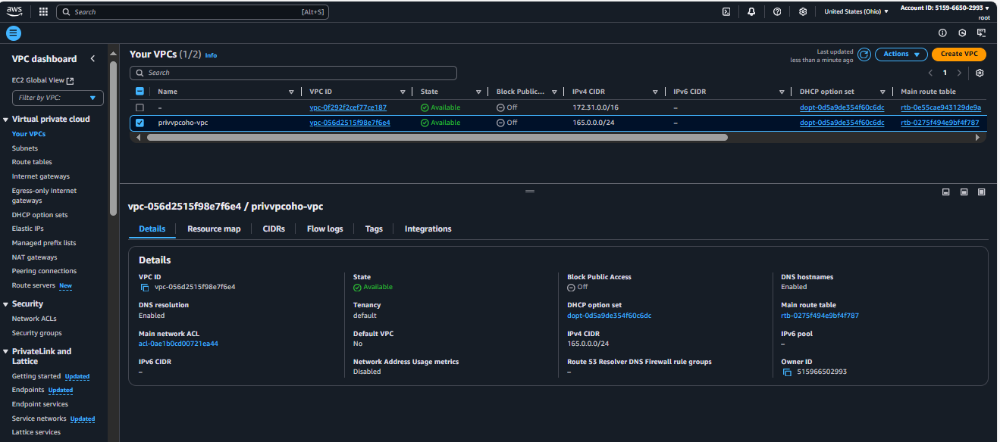 aws
Search [Alt+S]
United States (Ohio)
Account ID: 5159-6650-2993
root
VPC dashboard
EC2 Global View
Filter by VPC:
Virtual private cloud
Your VPCs
Subnets
Route tables
Internet gateways
Egress-only Internet
gateways
DHCP option sets
Elastic IPs
Managed prefix lists
NAT gateways
Peering connections
Route servers New
Security
Network ACLs
Security groups
PrivateLink and
Lattice
Getting started Updated
Endpoints Updated
Endpoint services
Service networks Updated
Lattice services
Your VPCs (1/2) Info
Last updated
less than a minute ago
Actions
Create VPC
Search
1
Name VPC ID State Block Public... IPv4 CIDR IPv6 CIDR DHCP option set Main route table
– vpc-0f292f2cef77ce187 Available Off 172.31.0.0/16 – dopt-0d5a9de354f60c6dc rtb-0e55cae943129de9a
privvpcoho-vpc vpc-056d2515f98e7f6e4 Available Off 165.0.0.0/24 – dopt-0d5a9de354f60c6dc rtb-0275f494e9bf4f787
vpc-056d2515f98e7f6e4 / privvpcoho-vpc
Details Resource map CIDRs Flow logs Tags Integrations
Details
VPC ID
vpc-056d2515f98e7f6e4
State
Available
Block Public Access
Off
DNS hostnames
Enabled
DNS resolution
Enabled
Tenancy
default
DHCP option set
dopt-0d5a9de354f60c6dc
Main route table
rtb-0275f494e9bf4f787
Main network ACL
acl-0ae1b0cd00721ea44
Default VPC
No
IPv4 CIDR
165.0.0.0/24
IPv6 pool
–
IPv6 CIDR
–
Network Address Usage metrics
Disabled
Route 53 Resolver DNS Firewall rule groups
–
Owner ID
515966502993